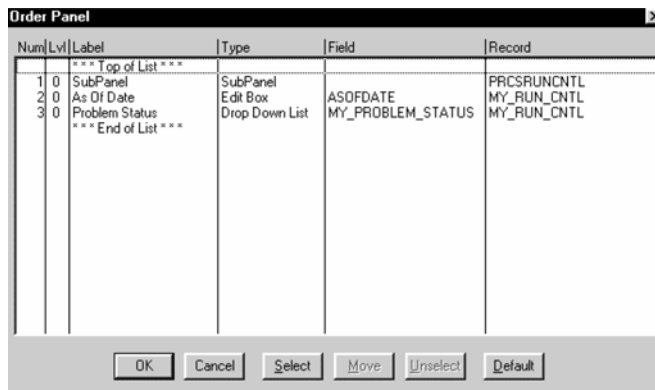 Order Panel
Num Lvl Label Type Field Record
*** Top of List ***
1 0 SubPanel SubPanel PRCSRUNCNTL
2 0 As Of Date Edit Box ASOFDATE MY_RUN_CNTL
3 0 Problem Status Drop Down List MY_PROBLEM_STATUS MY_RUN_CNTL
*** End of List ***
OK Cancel Select Move Unselect Default